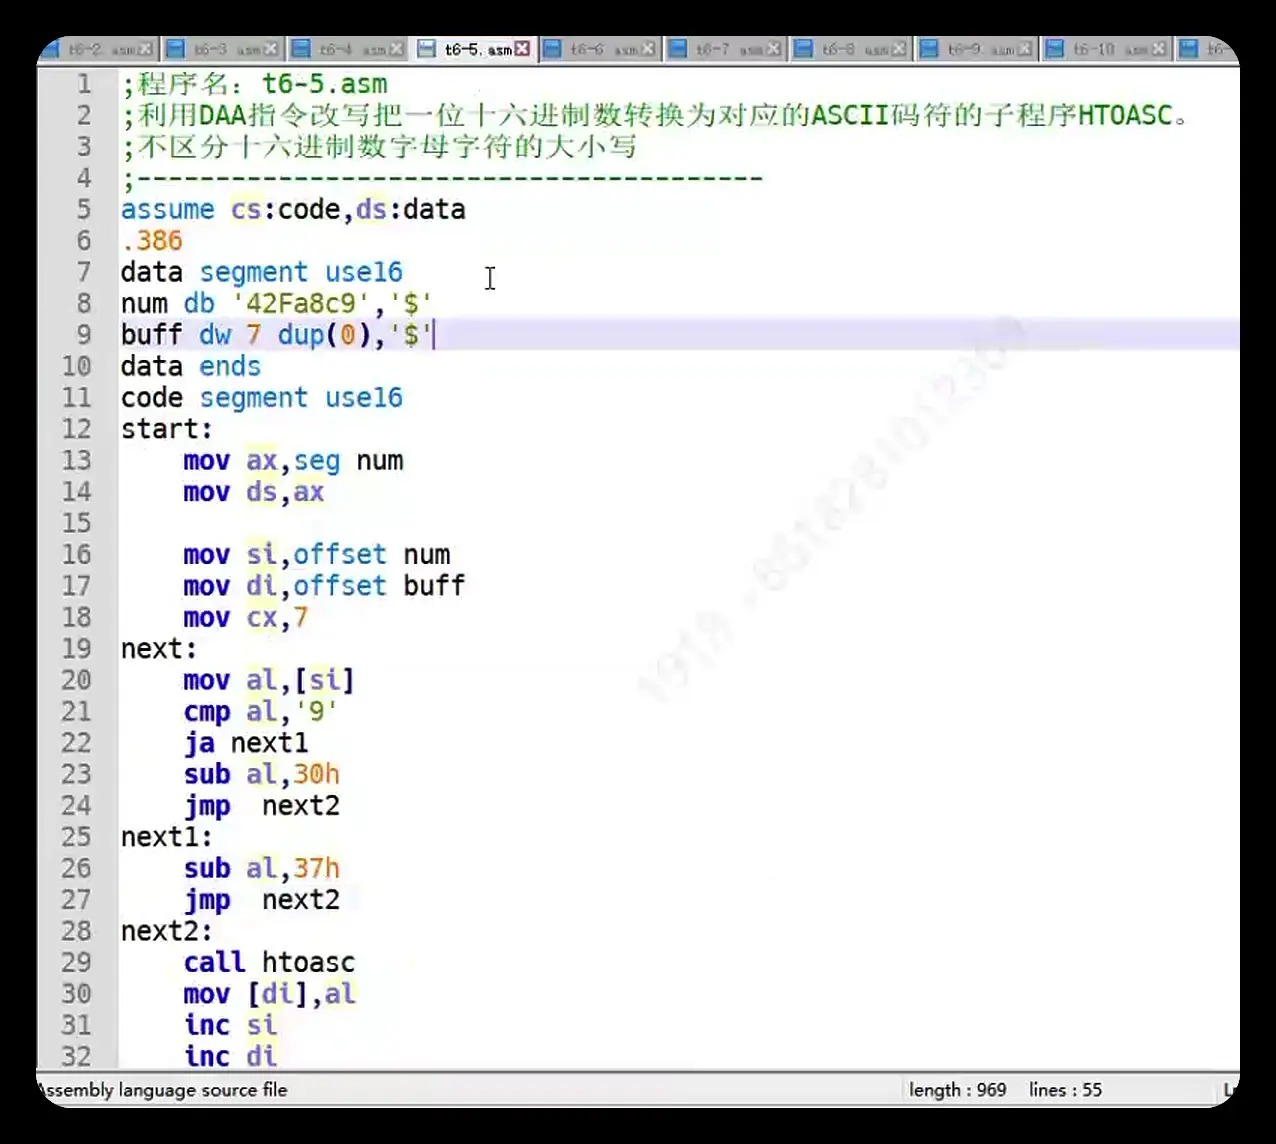 t6-2. asm t6-3 asm t6-4 asm t6-5. asm t6-6 asm t6-7 asm t6-8 asm t6-9. asm t6-10 asm t6-
1 ;程序名：t6-5.asm
2 ;利用DAA指令改写把一位十六进制数转换为对应的ASCII码符的子程序HTOASC。
3 ;不区分十六进制数字母字符的大小写
4 ;----------------------------------------
5 assume cs:code,ds:data
6 .386
7 data segment use16
8 num db '42Fa8c9','$'
9 buff dw 7 dup(0),'$'
10 data ends
11 code segment use16
12 start:
13 mov ax,seg num
14 mov ds,ax
15
16 mov si,offset num
17 mov di,offset buff
18 mov cx,7
19 next:
20 mov al,[si]
21 cmp al,'9'
22 ja next1
23 sub al,30h
24 jmp  next2
25 next1:
26 sub al,37h
27 jmp  next2
28 next2:
29 call htoasc
30 mov [di],al
31 inc si
32 inc di
Assembly language source file length : 969 lines : 55